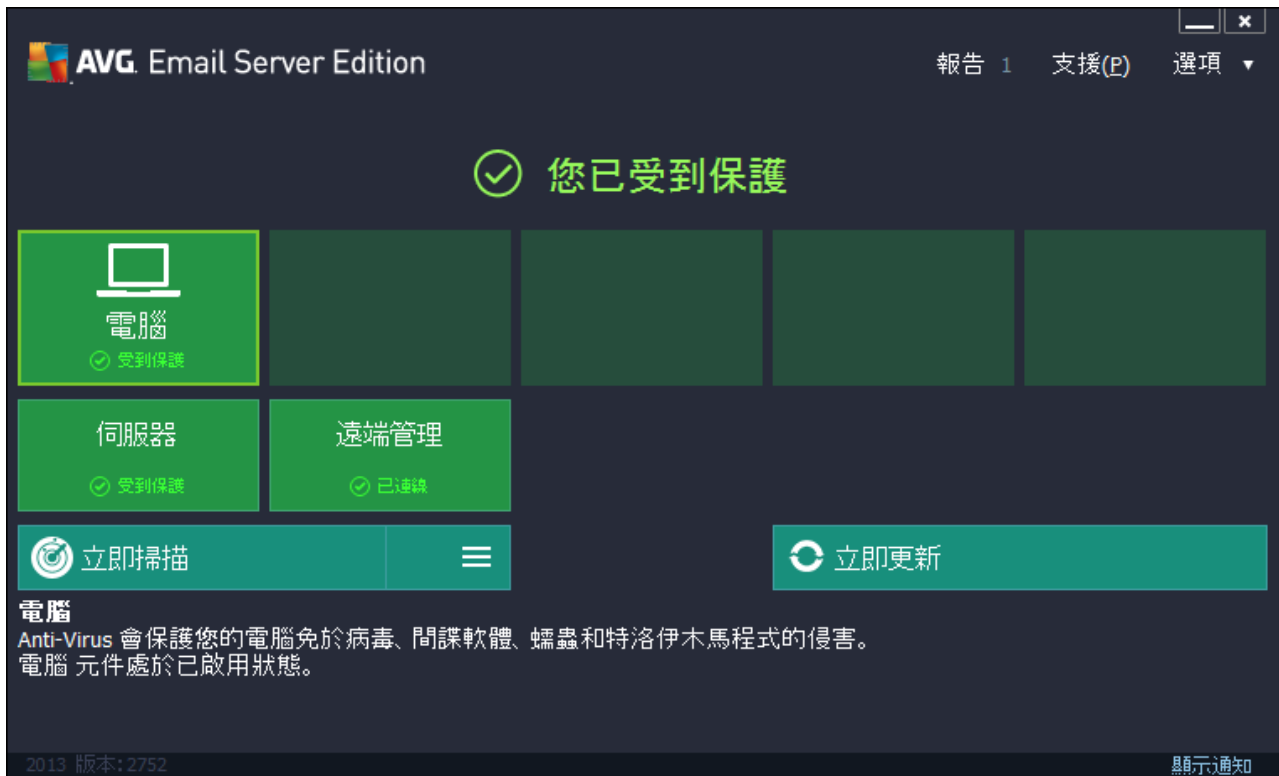 AVG. Email Server Edition
報告 1 支援(P) 選項
您已受到保護
電腦
受到保護
伺服器
受到保護
遠端管理
已連線
立即掃描
立即更新
電腦
Anti-Virus 會保護您的電腦免於病毒、間諜軟體、蠕蟲和特洛伊木馬程式的侵害。
電腦 元件處於已啟用狀態。
2013 版本:2752
顯示通知